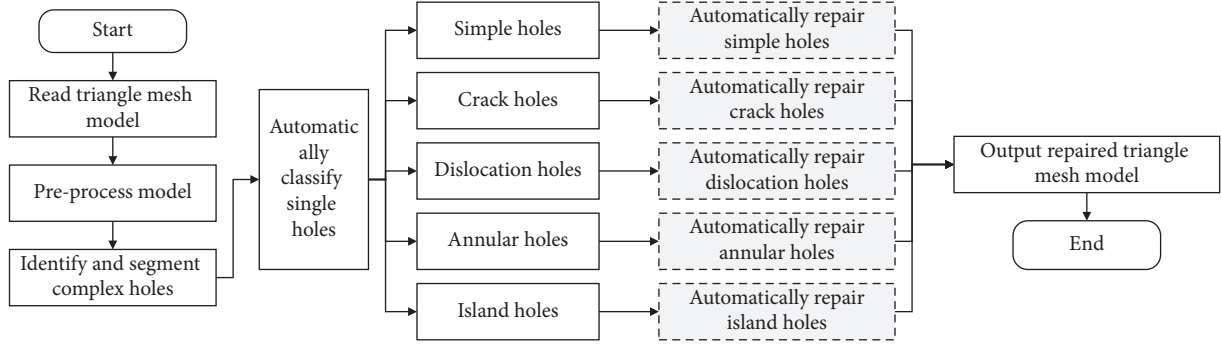 Start
Read triangle mesh
model
Pre-process model
Identify and segment
complex holes
Automatic
ally
classify
single
holes
Simple holes
Crack holes
Dislocation holes
Annular holes
Island holes
Automatically repair
simple holes
Automatically repair
crack holes
Automatically repair
dislocation holes
Automatically repair
annular holes
Automatically repair
island holes
Output repaired triangle
mesh model
End